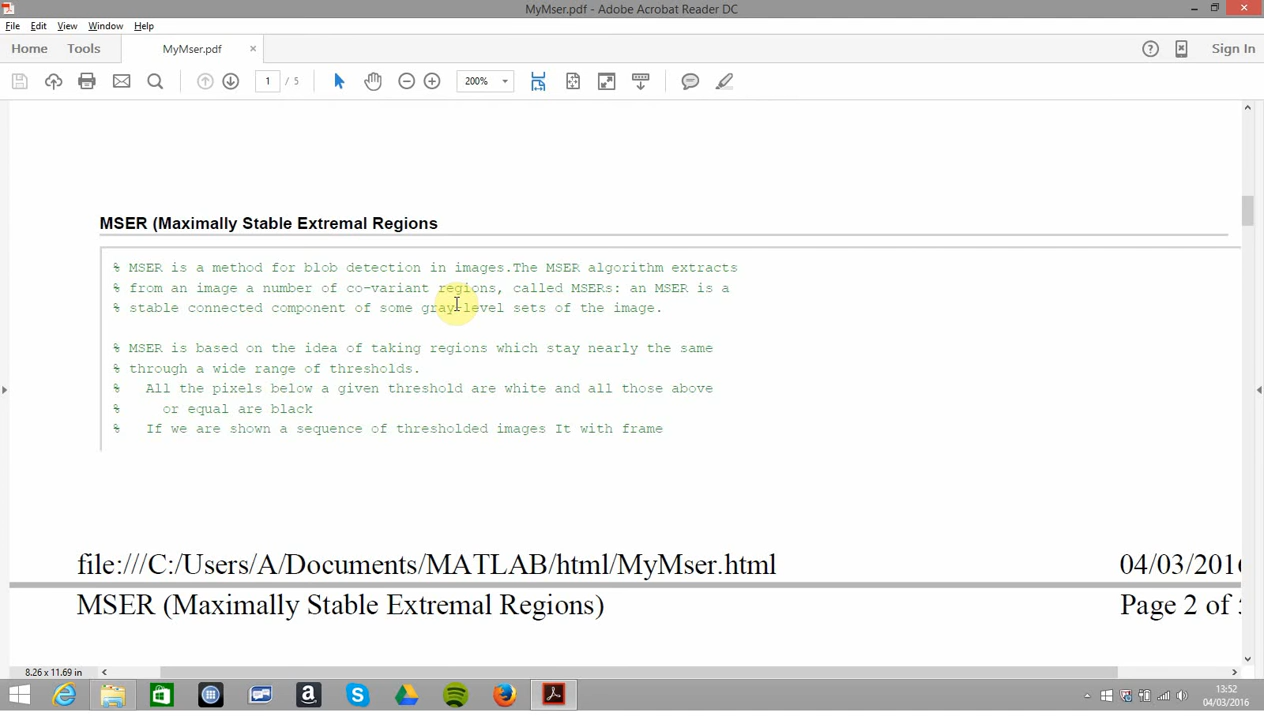 MyMser.pdf - Adobe Acrobat Reader DC
File Edit View Window Help
Home Tools MyMser.pdf × Sign In
1 / 5 200%
MSER (Maximally Stable Extremal Regions
% MSER is a method for blob detection in images.The MSER algorithm extracts
% from an image a number of co-variant regions, called MSERs: an MSER is a
% stable connected component of some gray-level sets of the image.
% MSER is based on the idea of taking regions which stay nearly the same
% through a wide range of thresholds.
% All the pixels below a given threshold are white and all those above
% or equal are black
% If we are shown a sequence of thresholded images It with frame
file:///C:/Users/A/Documents/MATLAB/html/MyMser.html 04/03/2016
MSER (Maximally Stable Extremal Regions) Page 2 of 5
8.26 x 11.69 in
13:52
04/03/2016